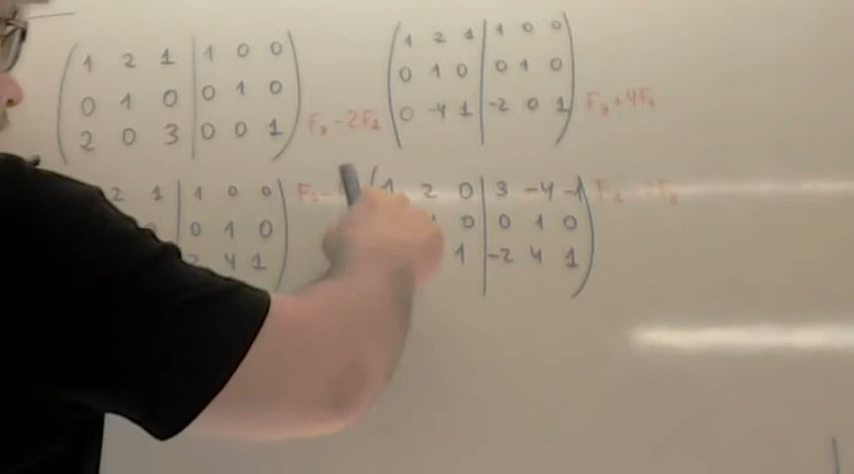 1 2 1 | 1 0 0
0 1 0 | 0 1 0
2 0 3 | 0 0 1 F₃ - 2F₁
1 2 1 | 1 0 0
0 1 0 | 0 1 0
0 -4 1 | -2 0 1 F₃ + 4F₂
2 1 | 1 0 0 F₁ -
0 1 0
4 1
1 2 0 | 3 -4 -1
0 | 0 1 0
1 | -2 4 1